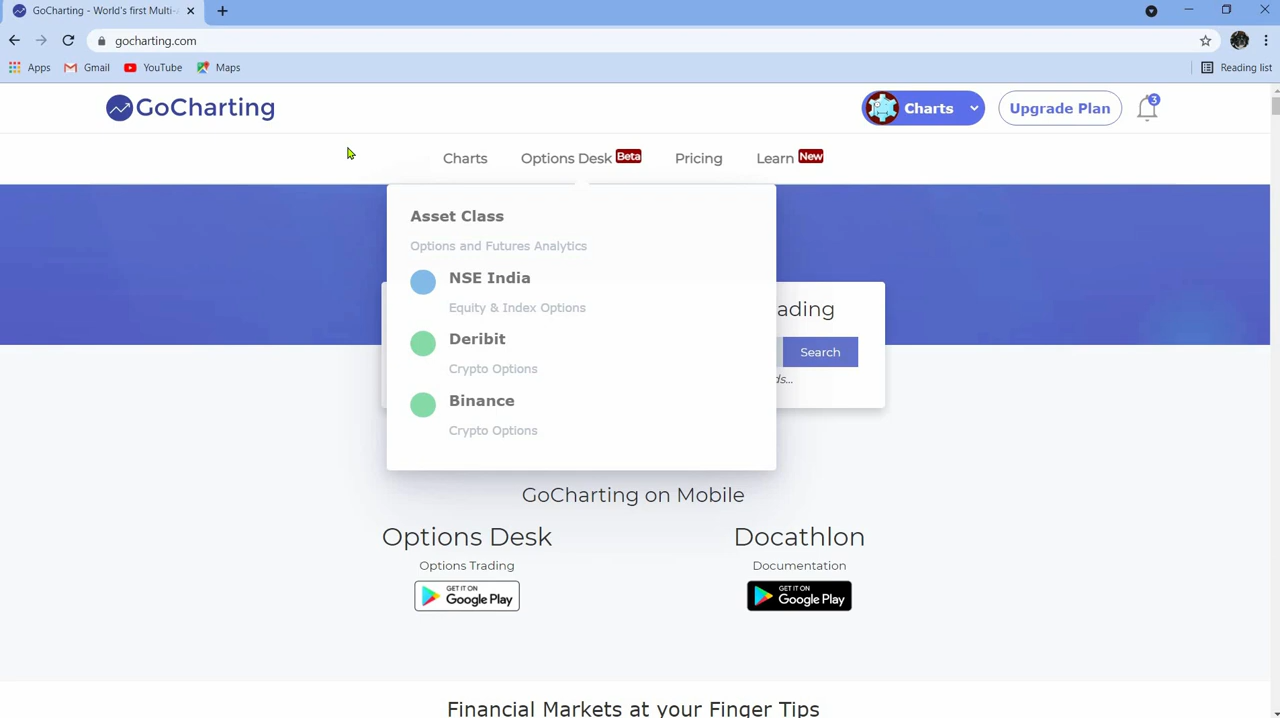 GoCharting - World's first Multi-
gocharting.com
Apps
Gmail
YouTube
Maps
Reading list
GoCharting
Charts
Upgrade Plan
3
Charts
Options Desk Beta
Pricing
Learn New
Asset Class
Options and Futures Analytics
NSE India
Equity & Index Options
Deribit
Crypto Options
Binance
Crypto Options
ading
Search
ds...
GoCharting on Mobile
Options Desk
Docathlon
Options Trading
Documentation
GET IT ON
Google Play
GET IT ON
Google Play
Financial Markets at your Finger Tips